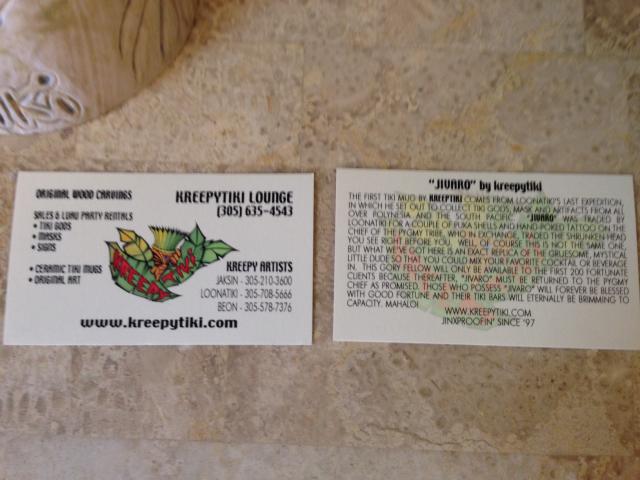 ORIGINAL WOOD CARVINGS
SALES & LUAU PARTY RENTALS
• TIKI GODS
• MASKS
• SIGNS
• CERAMIC TIKI MUGS
• ORIGINAL ART
KREEPYTIKI LOUNGE
(305) 635-4543
KREEPY TIKI
KREEPY ARTISTS
JAKSIN - 305-210-3600
LOONATIKI - 305-708-5666
BEON - 305-578-7376
www.kreepytiki.com
"JIVARO" by kreepytiki
THE FIRST TIKI MUG BY KREEPTIKI COMES FROM LOONATIKI'S LAST EXPEDITION,
IN WHICH HE SET OUT TO COLLECT TIKI GODS, MASK AND ARTIFACTS FROM ALL
OVER POLYNESIA AND THE SOUTH PACIFIC. "JIVARO" WAS TRADED BY
LOONATIKI FOR A COUPLE OF PUKA SHELLS AND HAND-POKED TATTOO ON THE
CHIEF OF THE PYGMY TRIBE, WHO IN EXCHANGE, TRADED THE SHRUNKEN-HEAD
YOU SEE RIGHT BEFORE YOU. WELL, OF COURSE THIS IS NOT THE SAME ONE,
BUT WHAT WE'VE GOT HERE IS AN EXACT REPLICA OF THE GRUESOME, MYSTICAL
LITTLE DUDE SO THAT YOU COULD MIX YOUR FAVORITE COCKTAIL OR BEVERAGE
IN. THIS GORY FELLOW WILL ONLY BE AVAILABLE TO THE FIRST 200 FORTUNATE
CLIENTS BECAUSE THEREAFTER, "JIVARO" MUST BE RETURNED TO THE PYGMY
CHIEF AS PROMISED. THOSE WHO POSSESS "JIVARO" WILL FOREVER BE BLESSED
WITH GOOD FORTUNE AND THEIR TIKI BARS WILL ETERNALLY BE BRIMMING TO
CAPACITY. MAHALO!
WWW.KREEPYTIKI.COM
JINXPROOFIN' SINCE '97